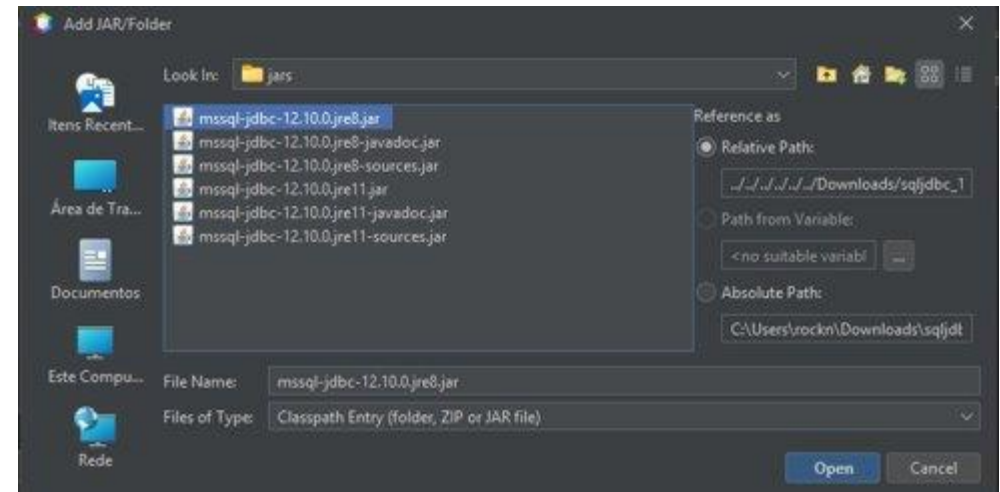 Add JAR/Folder
Look In:
jars
Itens Recent...
Área de Tra...
Documentos
Este Compu...
Rede
mssql-jdbc-12.10.0.jre8.jar
mssql-jdbc-12.10.0.jre8-javadoc.jar
mssql-jdbc-12.10.0.jre8-sources.jar
mssql-jdbc-12.10.0.jre11.jar
mssql-jdbc-12.10.0.jre11-javadoc.jar
mssql-jdbc-12.10.0.jre11-sources.jar
Reference as
Relative Path:
../../../../../../Downloads/sqljdbc_1
Path from Variable:
<no suitable variabl
...
Absolute Path:
C:\Users\rockn\Downloads\sqljdb
File Name:
mssql-jdbc-12.10.0.jre8.jar
Files of Type:
Classpath Entry (folder, ZIP or JAR file)
Open
Cancel